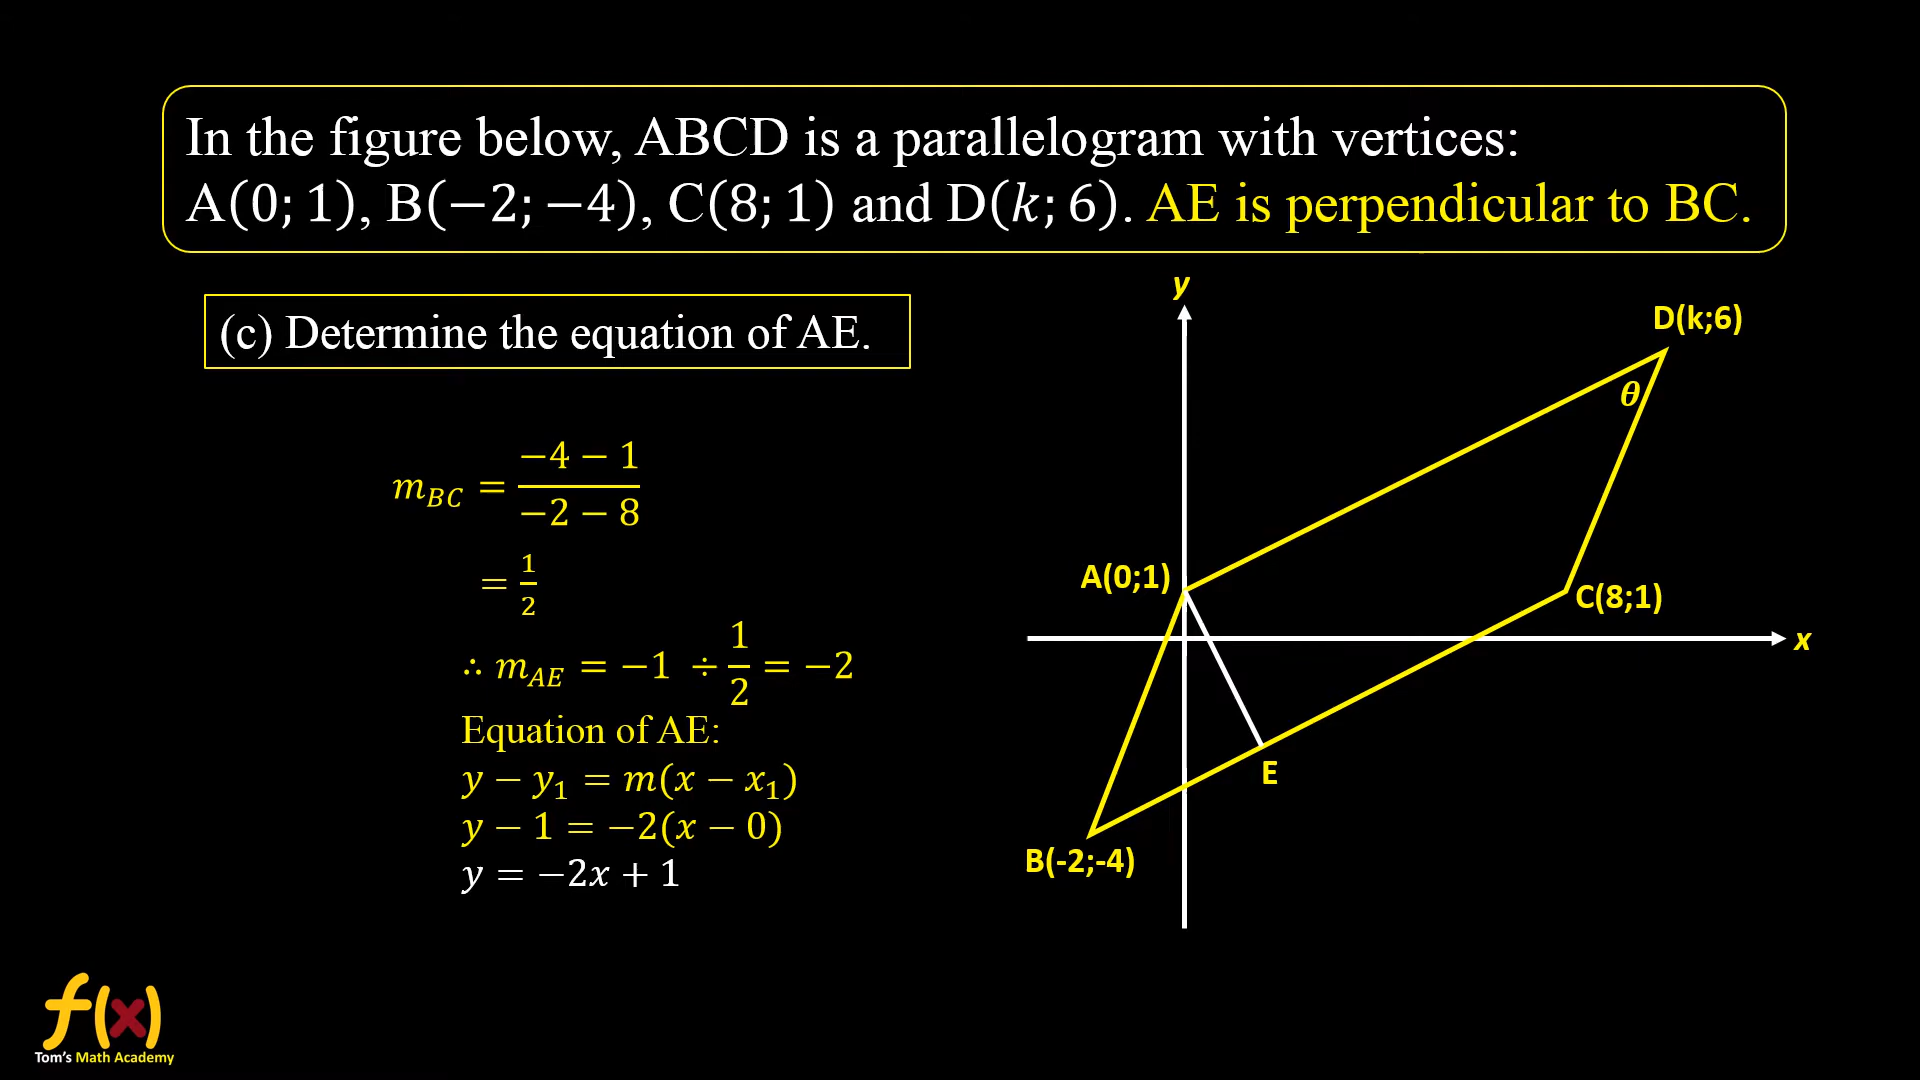 In the figure below, ABCD is a parallelogram with vertices:
A(0; 1), B(−2; −4), C(8; 1) and D(k; 6). AE is perpendicular to BC.
(c) Determine the equation of AE.
m_BC = (−4 − 1)/(−2 − 8)
= 1/2
∴ m_AE = −1 ÷ 1/2 = −2
Equation of AE:
y − y₁ = m(x − x₁)
y − 1 = −2(x − 0)
y = −2x + 1
y
D(k;6)
θ
A(0;1)
C(8;1)
x
E
B(-2;-4)
f(x)
Tom's Math Academy